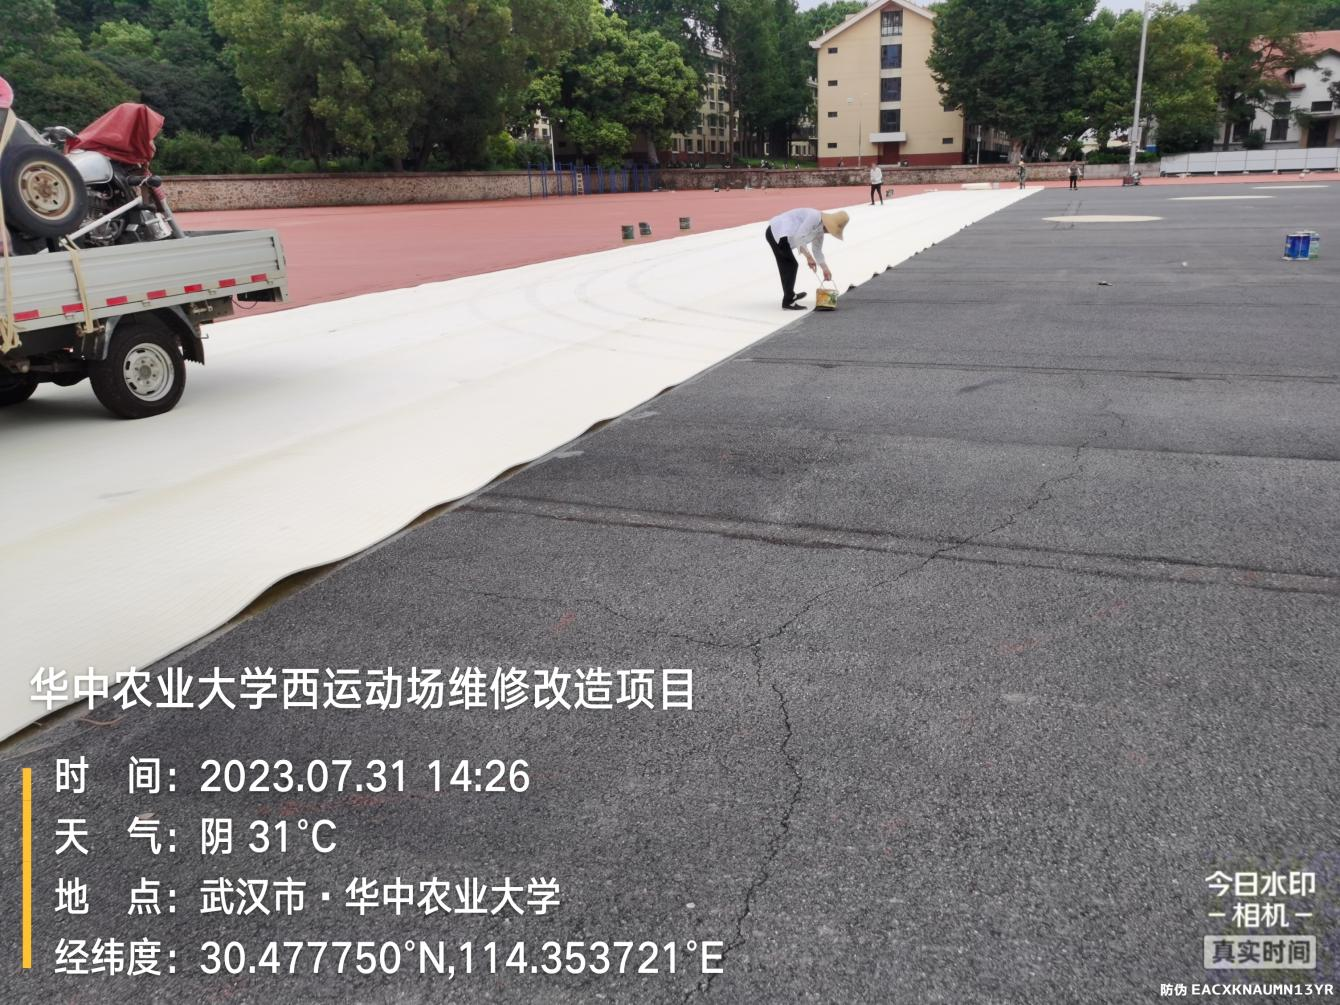 华中农业大学西运动场维修改造项目
时 间：2023.07.31 14:26
天 气：阴 31°C
地 点：武汉市·华中农业大学
经纬度：30.477750°N,114.353721°E
今日水印
-相机-
真实时间
防伪 EACXKNAUMN13YR